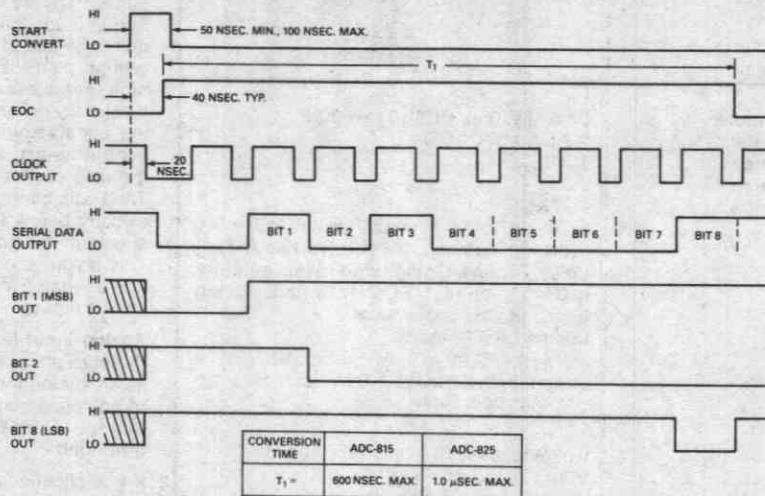 HI
START CONVERT
LO
50 NSEC. MIN., 100 NSEC. MAX.
T1
HI
EOC
LO
40 NSEC. TYP.
HI
CLOCK OUTPUT
LO
20 NSEC.
HI
SERIAL DATA OUTPUT
LO
BIT 1 BIT 2 BIT 3 BIT 4 BIT 5 BIT 6 BIT 7 BIT 8
HI
BIT 1 (MSB) OUT
LO
HI
BIT 2 OUT
LO
HI
BIT 8 (LSB) OUT
LO
CONVERSION TIME ADC-815 ADC-825
T1 = 600 NSEC. MAX. 1.0 µSEC. MAX.